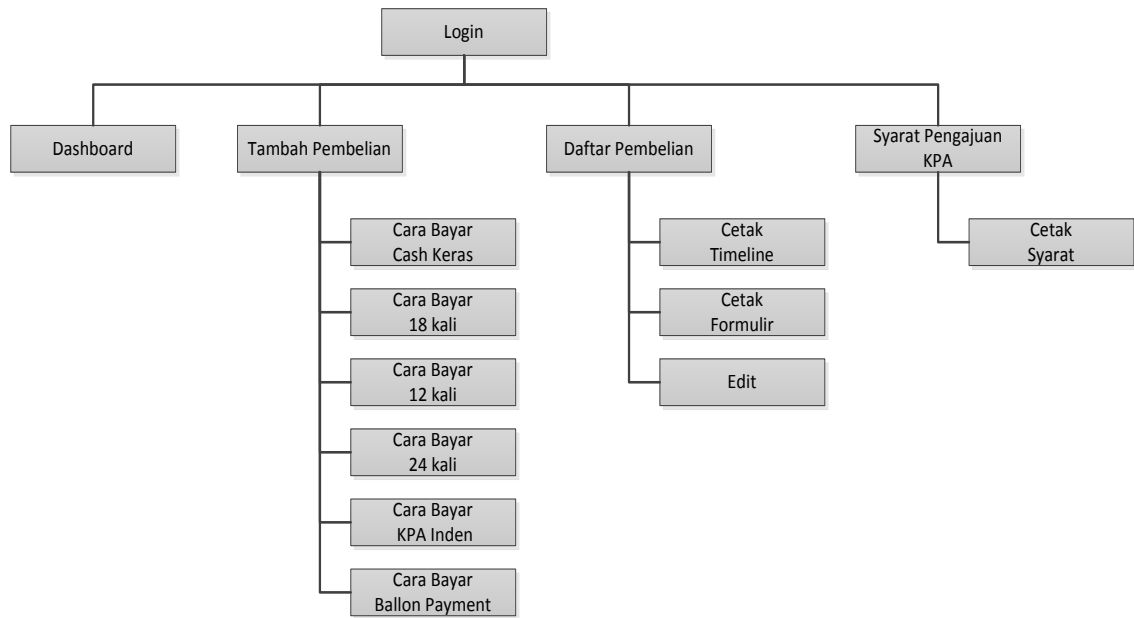 Login
Dashboard
Tambah Pembelian
Daftar Pembelian
Syarat Pengajuan
KPA
Cara Bayar
Cash Keras
Cara Bayar
18 kali
Cara Bayar
12 kali
Cara Bayar
24 kali
Cara Bayar
KPA Inden
Cara Bayar
Ballon Payment
Cetak
Timeline
Cetak
Formulir
Edit
Cetak
Syarat